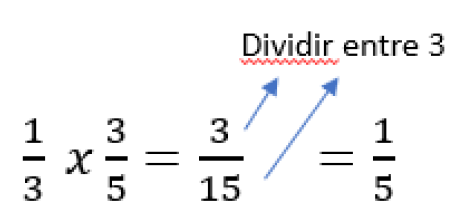 Dividir entre 3
1/3 x 3/5 = 3/15 = 1/5